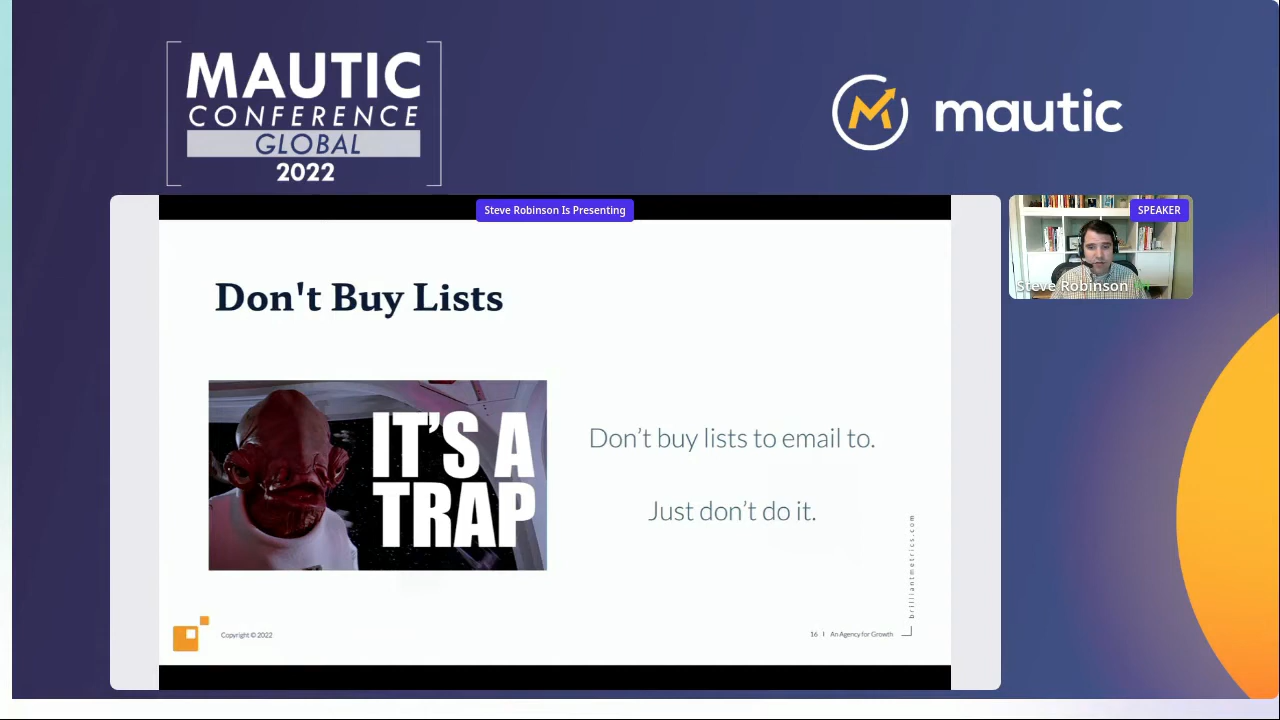 MAUTIC
CONFERENCE
GLOBAL
2022
mautic
Steve Robinson Is Presenting
SPEAKER
Steve Robinson
Don't Buy Lists
IT'S A
TRAP
Don't buy lists to email to.
Just don't do it.
brilliantmetrics.com
Copyright © 2022
16 | An Agency for Growth